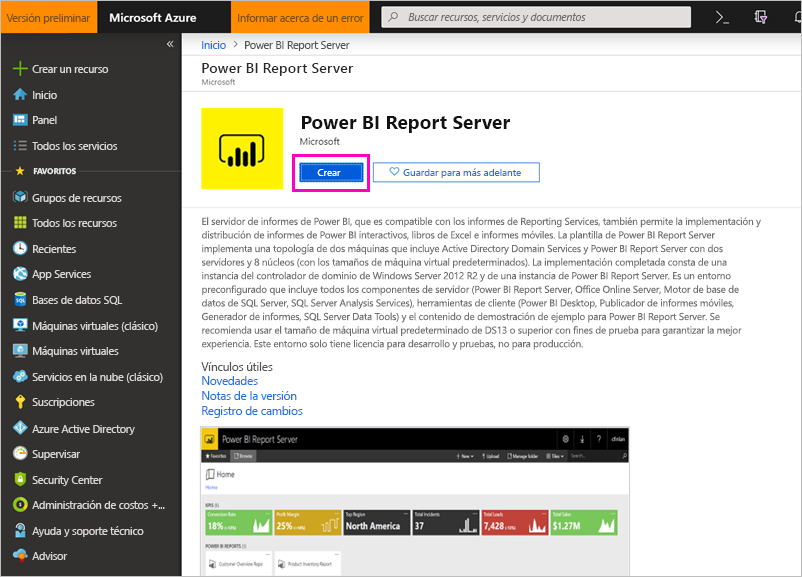 Versión preliminar
Microsoft Azure
Informar acerca de un error
Buscar recursos, servicios y documentos
«
Crear un recurso
Inicio
Panel
Todos los servicios
FAVORITOS
Grupos de recursos
Todos los recursos
Recientes
App Services
Bases de datos SQL
Máquinas virtuales (clásico)
Máquinas virtuales
Servicios en la nube (clásico)
Suscripciones
Azure Active Directory
Supervisar
Security Center
Administración de costos +...
Ayuda y soporte técnico
Advisor
Inicio > Power BI Report Server
Power BI Report Server
Microsoft
Power BI Report Server
Microsoft
Crear
Guardar para más adelante
El servidor de informes de Power BI, que es compatible con los informes de Reporting Services, también permite la implementación y
distribución de informes de Power BI interactivos, libros de Excel e informes móviles. La plantilla de Power BI Report Server
implementa una topología de dos máquinas que incluye Active Directory Domain Services y Power BI Report Server con dos
servidores y 8 núcleos (con los tamaños de máquina virtual predeterminados). La implementación completada consta de una
instancia del controlador de dominio de Windows Server 2012 R2 y de una instancia de Power BI Report Server. Es un entorno
preconfigurado que incluye todos los componentes de servidor (Power BI Report Server, Office Online Server, Motor de base
de datos de SQL Server, SQL Server Analysis Services), herramientas de cliente (Power BI Desktop, Publicador de informes móviles,
Generador de informes, SQL Server Data Tools) y el contenido de demostración de ejemplo para Power BI Report Server. Se
recomienda usar el tamaño de máquina virtual predeterminado de DS13 o superior con fines de prueba para garantizar la mejor
experiencia. Este entorno solo tiene licencia para desarrollo y pruebas, no para producción.
Vínculos útiles
Novedades
Notas de la versión
Registro de cambios
Power BI Report Server
? cfinlan
Favorites Browse + New Upload Manage folder Tiles Search...
Home
Home
KPIS (6)
Conversion Rate
18%
Profit Margin
25%
Top Region
North America
Total Incidents
37
Total Leads
7,428
Total Sales
$1.27M
POWER BI REPORTS
Customer Overview Repo
Product Inventory Report